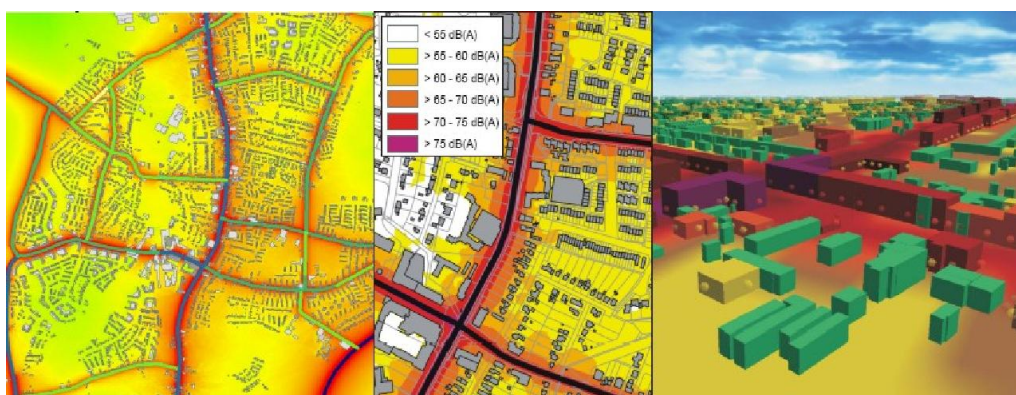 < 55 dB(A)
> 55 - 60 dB(A)
> 60 - 65 dB(A)
> 65 - 70 dB(A)
> 70 - 75 dB(A)
> 75 dB(A)